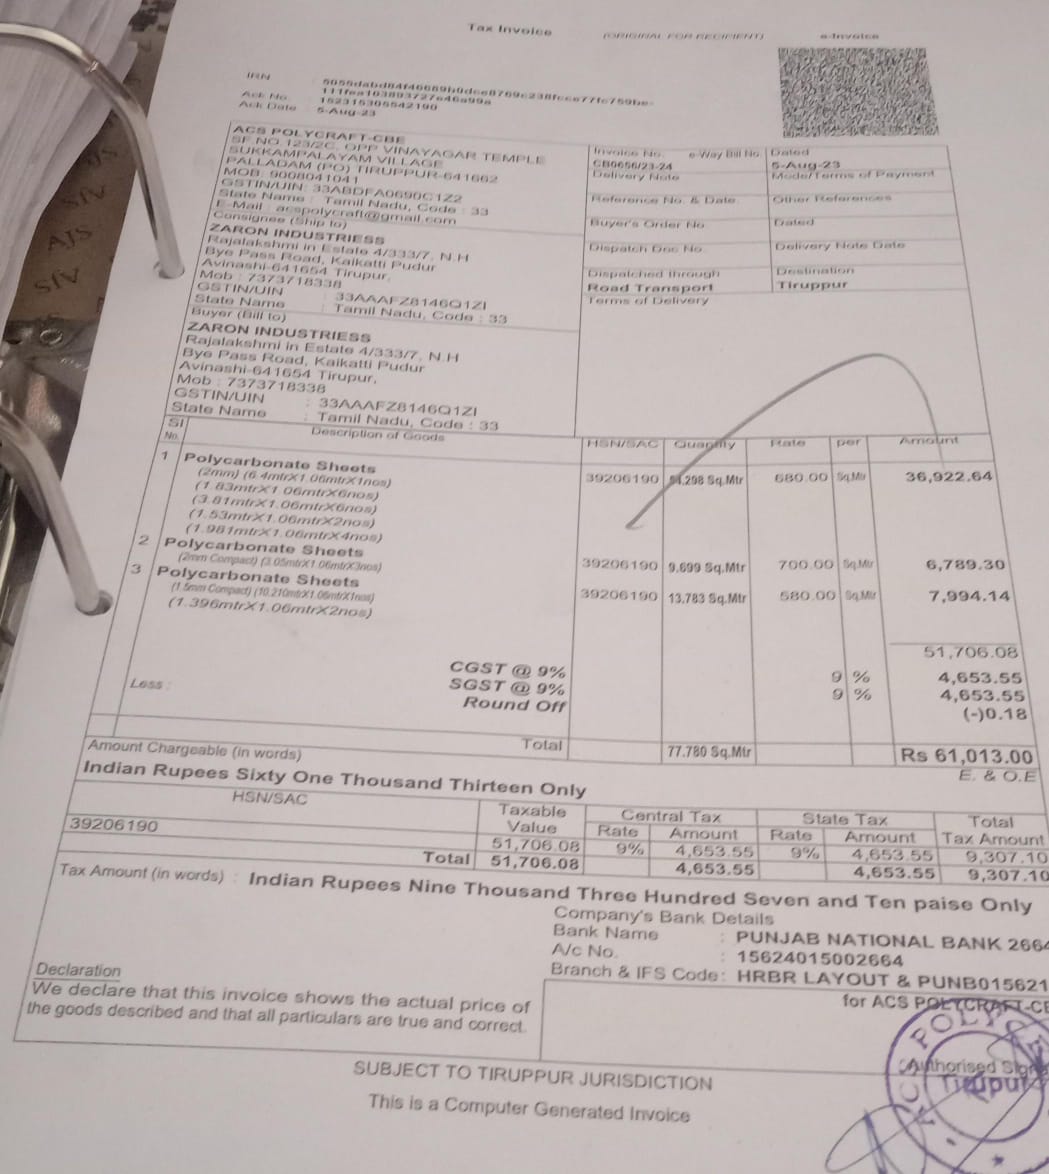 Tax Invoice
(ORIGINAL FOR RECIPIENT)
e-Invoice
IRN :
Ack No. : 152315305542190
Ack Date : 5-Aug-23
ACS POLYCRAFT-CBE
SF NO. 123/2C, OPP VINAYAGAR TEMPLE
SUKKAMPALAYAM VILLAGE
PALLADAM (PO) TIRUPPUR-641662
MOB: 9008041041
GSTIN/UIN: 33ABDFA0690C1Z2
State Name : Tamil Nadu, Code : 33
E-Mail : acspolycraft@gmail.com
Invoice No. e-Way Bill No. Dated
CB0656/23-24 5-Aug-23
Delivery Note Mode/Terms of Payment
Reference No. & Date. Other References
Buyer's Order No. Dated
Dispatch Doc No. Delivery Note Date
Dispatched through Destination
Road Transport Tiruppur
Terms of Delivery
Consignee (Ship to)
ZARON INDUSTRIESS
Rajalakshmi in Estate 4/333/7, N.H
Bye Pass Road, Kaikatti Pudur
Avinashi-641654 Tirupur.
Mob : 7373718338
GSTIN/UIN : 33AAAFZ8146Q1ZI
State Name : Tamil Nadu, Code : 33
Buyer (Bill to)
ZARON INDUSTRIESS
Rajalakshmi in Estate 4/333/7, N.H
Bye Pass Road, Kaikatti Pudur
Avinashi-641654 Tirupur,
Mob : 7373718338
GSTIN/UIN : 33AAAFZ8146Q1ZI
State Name : Tamil Nadu, Code : 33
Sl No. Description of Goods HSN/SAC Quantity Rate per Amount
1 Polycarbonate Sheets 39206190 54.298 Sq.Mtr 680.00 Sq.Mtr 36,922.64
(2mm) (6.4mtrX1.06mtrX1nos)
(1.83mtrX1.06mtrX6nos)
(3.81mtrX1.06mtrX6nos)
(1.53mtrX1.06mtrX2nos)
(1.981mtrX1.06mtrX4nos)
2 Polycarbonate Sheets 39206190 9.699 Sq.Mtr 700.00 Sq.Mtr 6,789.30
(2mm Compact) (3.05mtrX1.06mtrX3nos)
3 Polycarbonate Sheets 39206190 13.783 Sq.Mtr 580.00 Sq.Mtr 7,994.14
(1.5mm Compact) (10.210mtrX1.06mtrX1nos)
(1.396mtrX1.06mtrX2nos)
51,706.08
CGST @ 9% 9 % 4,653.55
SGST @ 9% 9 % 4,653.55
Less : Round Off (-)0.18
Total 77.780 Sq.Mtr Rs 61,013.00
Amount Chargeable (in words) E. & O.E
Indian Rupees Sixty One Thousand Thirteen Only
HSN/SAC Taxable Value Central Tax State Tax Total Tax Amount
Rate Amount Rate Amount
39206190 51,706.08 9% 4,653.55 9% 4,653.55 9,307.10
Total 51,706.08 4,653.55 4,653.55 9,307.10
Tax Amount (in words) : Indian Rupees Nine Thousand Three Hundred Seven and Ten paise Only
Company's Bank Details
Bank Name : PUNJAB NATIONAL BANK 2664
A/c No. : 15624015002664
Branch & IFS Code : HRBR LAYOUT & PUNB015621
Declaration
We declare that this invoice shows the actual price of
the goods described and that all particulars are true and correct.
for ACS POLYCRAFT-CB
Authorised
ACS POLYC
Tirupur
SUBJECT TO TIRUPPUR JURISDICTION
This is a Computer Generated Invoice